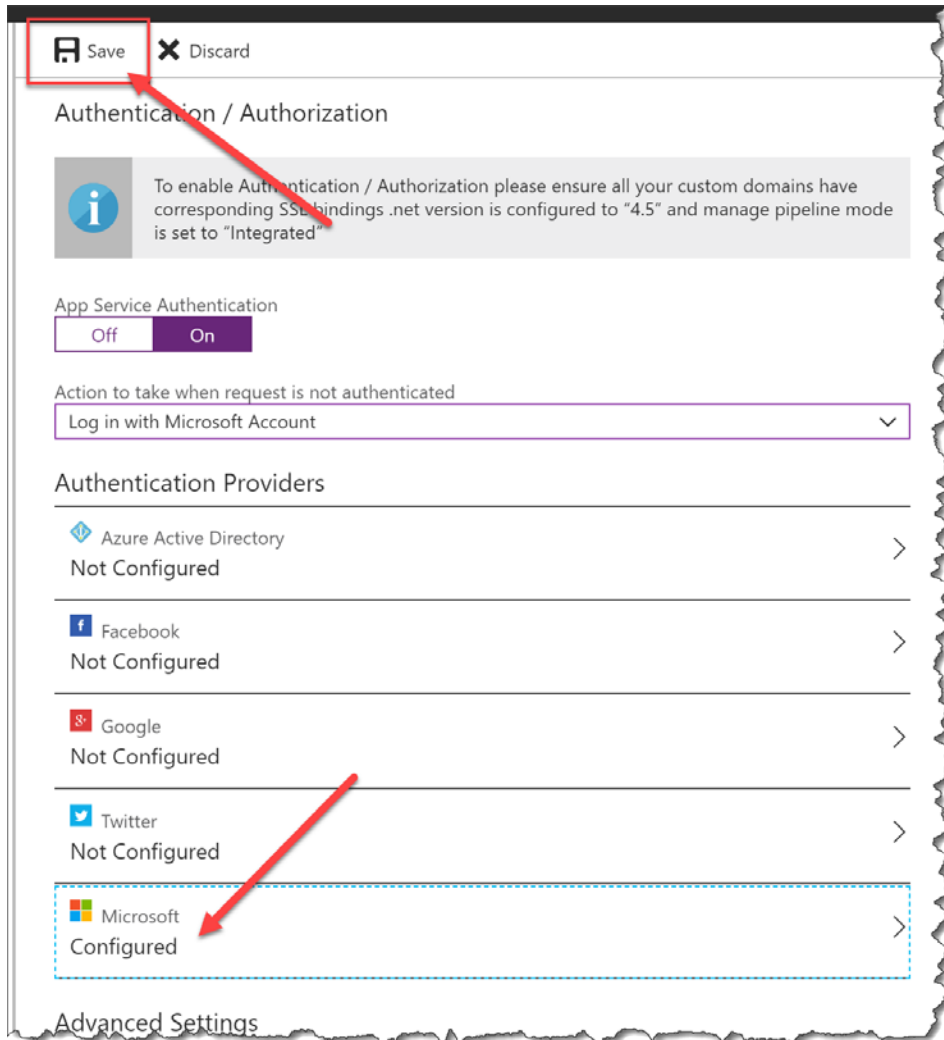 Save Discard
Authentication / Authorization
To enable Authentication / Authorization please ensure all your custom domains have
corresponding SSL bindings .net version is configured to “4.5” and manage pipeline mode
is set to “Integrated”
App Service Authentication
Off On
Action to take when request is not authenticated
Log in with Microsoft Account
Authentication Providers
Azure Active Directory
Not Configured
Facebook
Not Configured
Google
Not Configured
Twitter
Not Configured
Microsoft
Configured
Advanced Settings